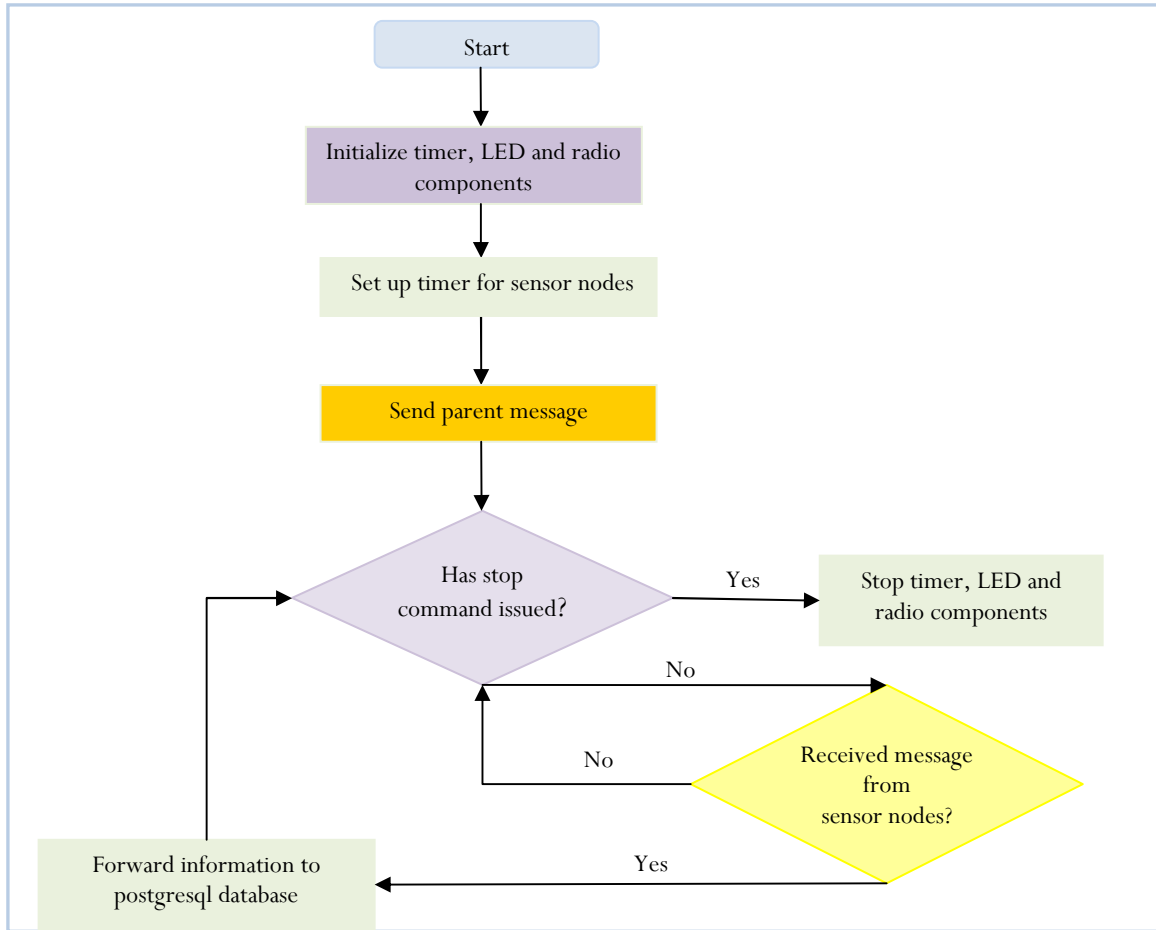 Start
Initialize timer, LED and radio
components
Set up timer for sensor nodes
Send parent message
Has stop
command issued?
Yes
Stop timer, LED and
radio components
No
Received message
from
sensor nodes?
No
Yes
Forward information to
postgresql database